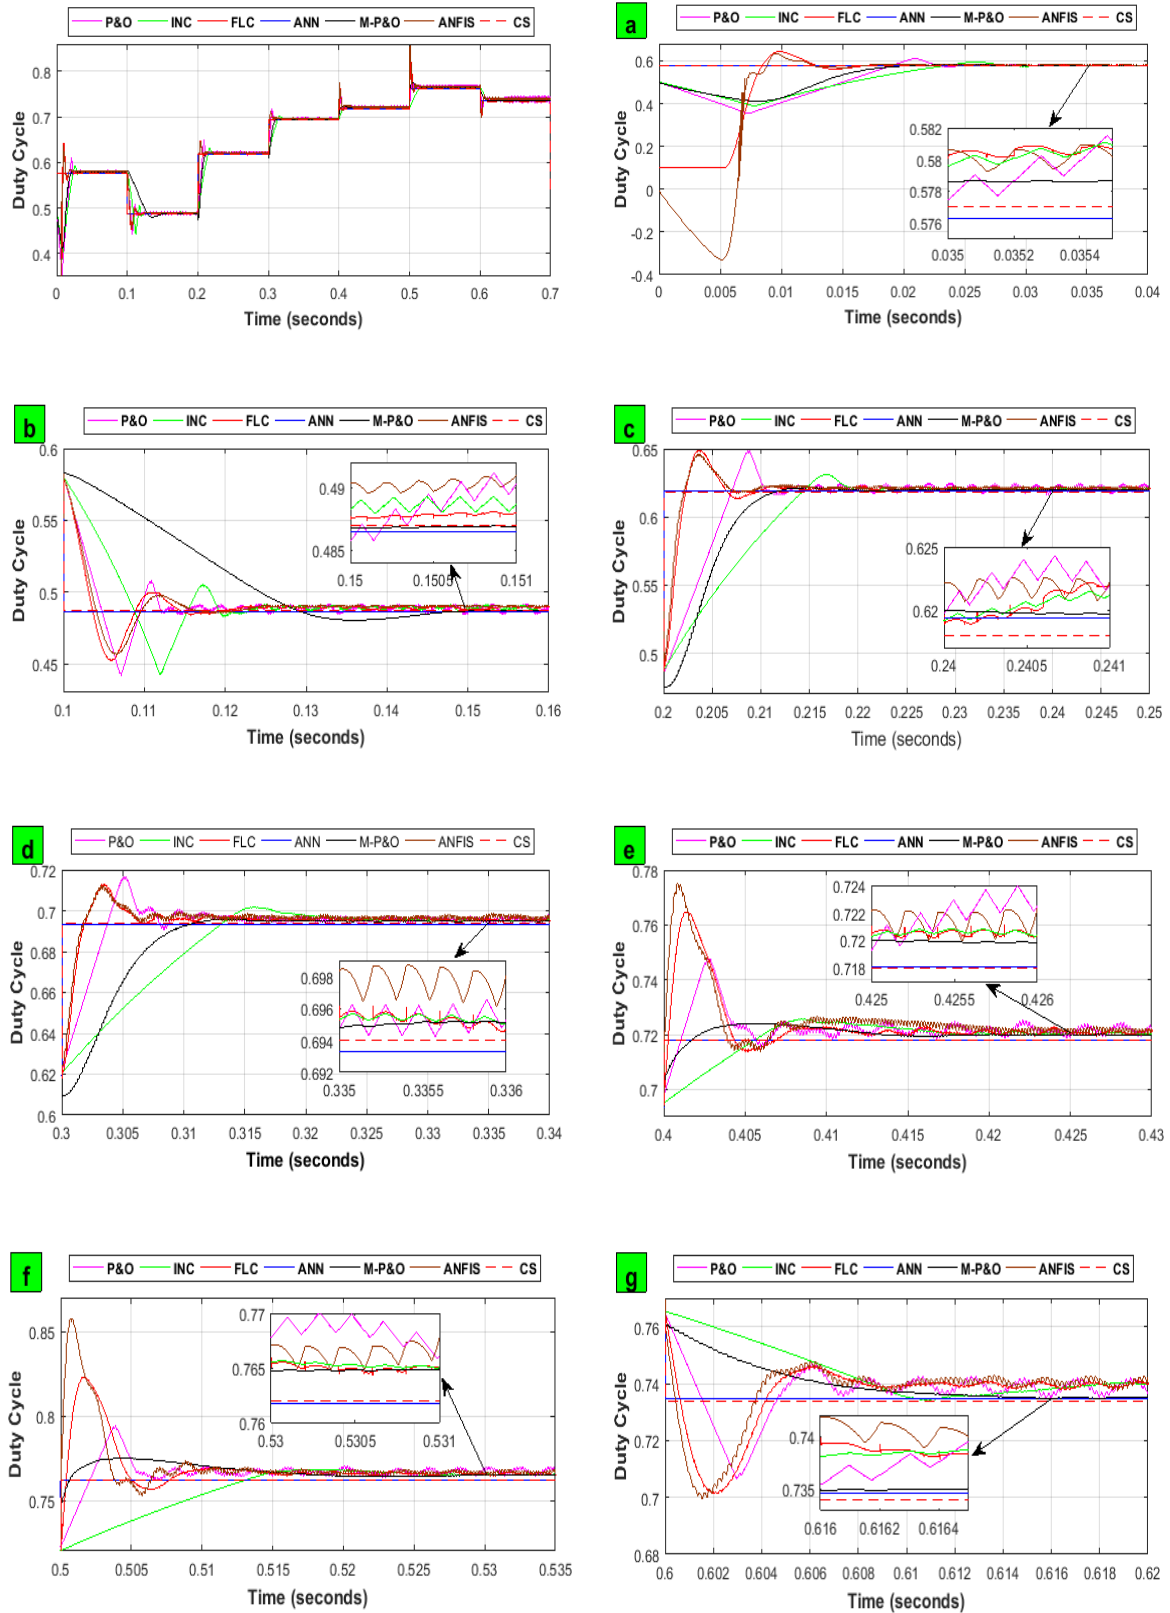 P&O INC FLC ANN M-P&O ANFIS CS
0.8
0.7
0.6
0.5
0.4
Duty Cycle
0 0.1 0.2 0.3 0.4 0.5 0.6 0.7
Time (seconds)
a
P&O INC FLC ANN M-P&O ANFIS CS
0.6
0.4
0.2
0
-0.2
-0.4
Duty Cycle
0.582
0.58
0.578
0.576
0.035 0.0352 0.0354
0 0.005 0.01 0.015 0.02 0.025 0.03 0.035 0.04
Time (seconds)
b
P&O INC FLC ANN M-P&O ANFIS CS
0.6
0.55
0.5
0.45
Duty Cycle
0.49
0.485
0.15 0.1505 0.151
0.1 0.11 0.12 0.13 0.14 0.15 0.16
Time (seconds)
c
P&O INC FLC ANN M-P&O ANFIS CS
0.65
0.6
0.55
0.5
Duty Cycle
0.625
0.62
0.24 0.2405 0.241
0.2 0.205 0.21 0.215 0.22 0.225 0.23 0.235 0.24 0.245 0.25
Time (seconds)
d
P&O INC FLC ANN M-P&O ANFIS CS
0.72
0.7
0.68
0.66
0.64
0.62
0.6
Duty Cycle
0.698
0.696
0.694
0.692
0.335 0.3355 0.336
0.3 0.305 0.31 0.315 0.32 0.325 0.33 0.335 0.34
Time (seconds)
e
P&O INC FLC ANN M-P&O ANFIS CS
0.78
0.76
0.74
0.72
0.7
Duty Cycle
0.724
0.722
0.72
0.718
0.425 0.4255 0.426
0.4 0.405 0.41 0.415 0.42 0.425 0.43
Time (seconds)
f
P&O INC FLC ANN M-P&O ANFIS CS
0.85
0.8
0.75
Duty Cycle
0.77
0.765
0.76
0.53 0.5305 0.531
0.5 0.505 0.51 0.515 0.52 0.525 0.53 0.535
Time (seconds)
g
P&O INC FLC ANN M-P&O ANFIS CS
0.76
0.74
0.72
0.7
0.68
Duty Cycle
0.74
0.735
0.616 0.6162 0.6164
0.6 0.602 0.604 0.606 0.608 0.61 0.612 0.614 0.616 0.618 0.62
Time (seconds)